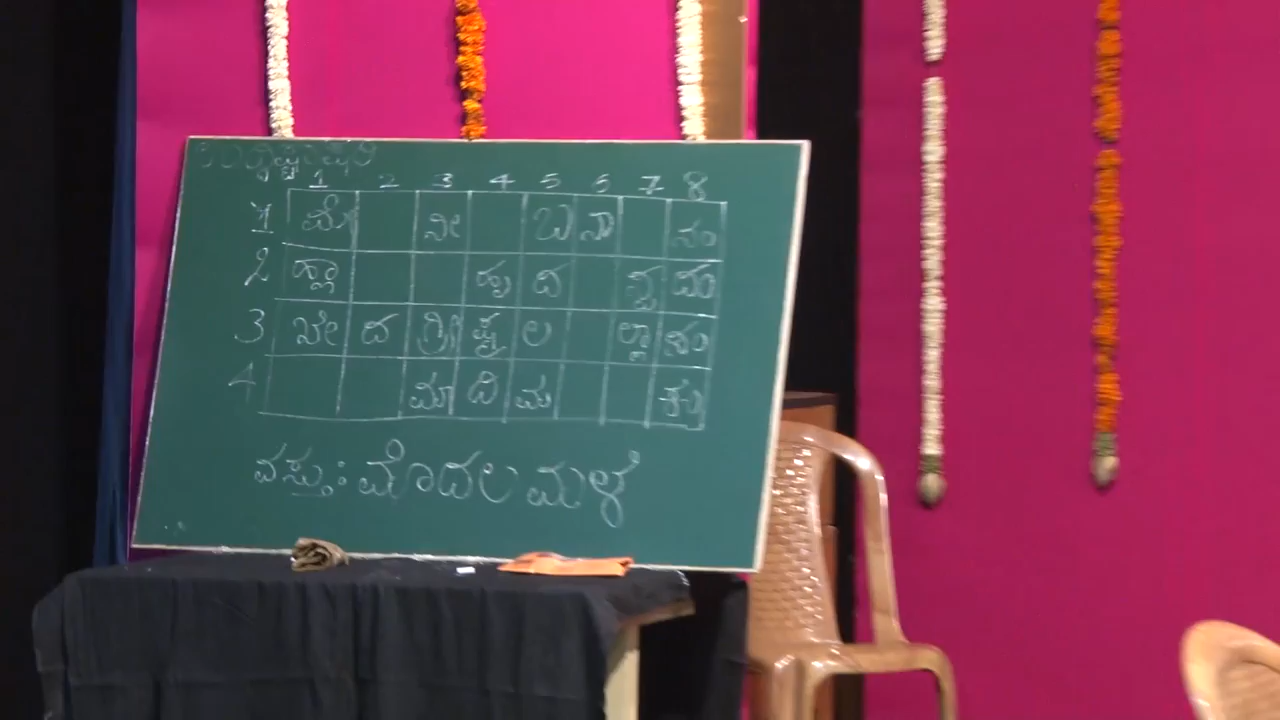 1 2 3 4 5 6 7 8
1 ಮೇ ನೀ ಬ ನಾ ನಂ
2 ಹ್ಲಾ ಹೃ ದ ನ್ನ ದಂ
3 ಖೇ ದ ಗ್ರೀ ಷ್ಮ ಲ ಲ್ಲಾ ಶಂ
4 ಮಾ ದಿ ಮ ಕಂ
ವಸ್ತು : ಮೊದಲ ಮಳೆ